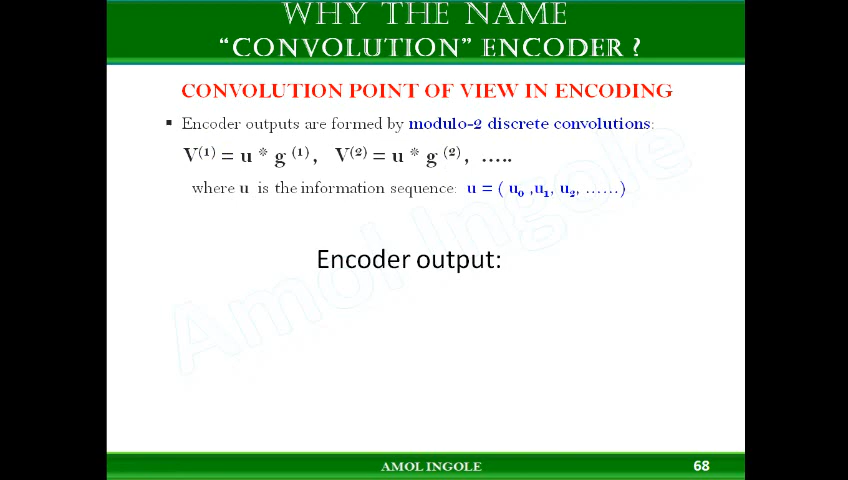 WHY THE NAME
“CONVOLUTION” ENCODER ?
CONVOLUTION POINT OF VIEW IN ENCODING
▪ Encoder outputs are formed by modulo-2 discrete convolutions:
V⁽¹⁾ = u * g ⁽¹⁾, V⁽²⁾ = u * g ⁽²⁾, …..
where u is the information sequence: u = ( u₀ ,u₁, u₂, ……)
Encoder output:
Amol Ingole
AMOL INGOLE
68